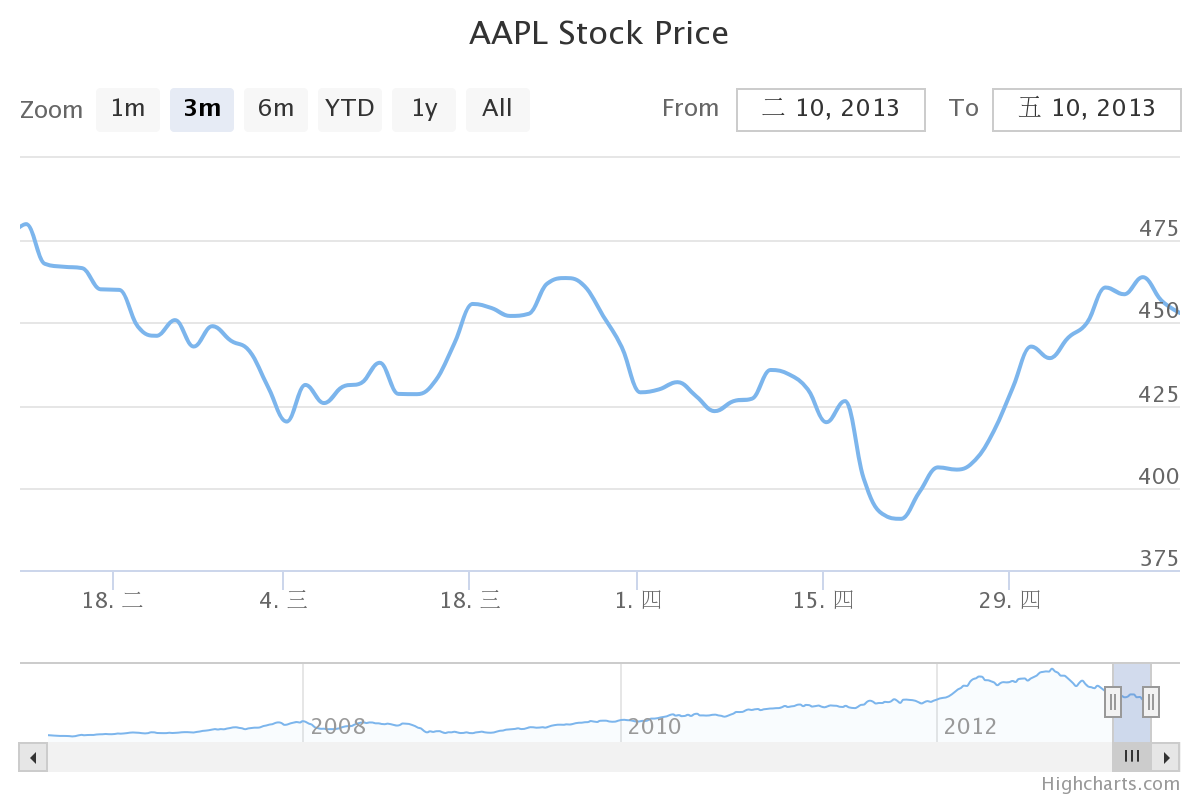 AAPL Stock Price
Zoom 1m 3m 6m YTD 1y All From 二 10, 2013 To 五 10, 2013
475
450
425
400
375
18. 二 4. 三 18. 三 1. 四 15. 四 29. 四
2008 2010 2012
Highcharts.com